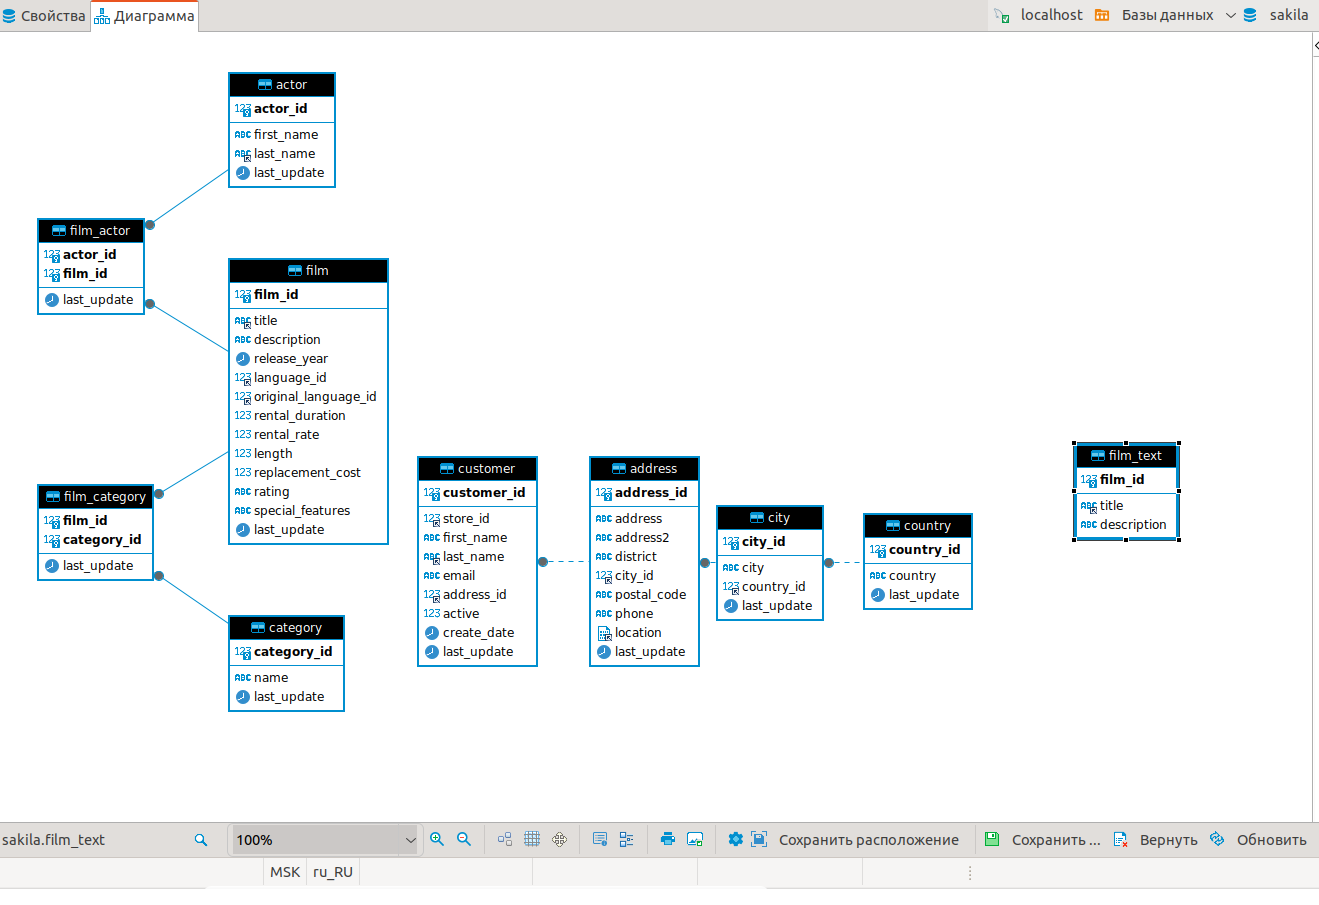 Свойства
Диаграмма
localhost
Базы данных
sakila
actor
actor_id
first_name
last_name
last_update
film_actor
actor_id
film_id
last_update
film
film_id
title
description
release_year
language_id
original_language_id
rental_duration
rental_rate
length
replacement_cost
rating
special_features
last_update
film_category
film_id
category_id
last_update
category
category_id
name
last_update
customer
customer_id
store_id
first_name
last_name
email
address_id
active
create_date
last_update
address
address_id
address
address2
district
city_id
postal_code
phone
location
last_update
city
city_id
city
country_id
last_update
country
country_id
country
last_update
film_text
film_id
title
description
sakila.film_text
100%
Сохранить расположение
Сохранить ...
Вернуть
Обновить
MSK
ru_RU